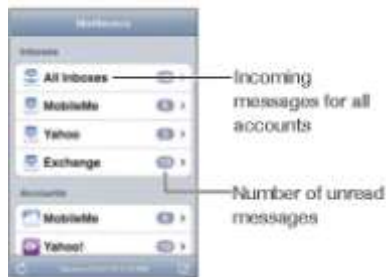 Mailboxes
Inboxes
All Inboxes
MobileMe
Yahoo
Exchange
Accounts
MobileMe
Yahoo!
Incoming
messages for all
accounts
Number of unread
messages